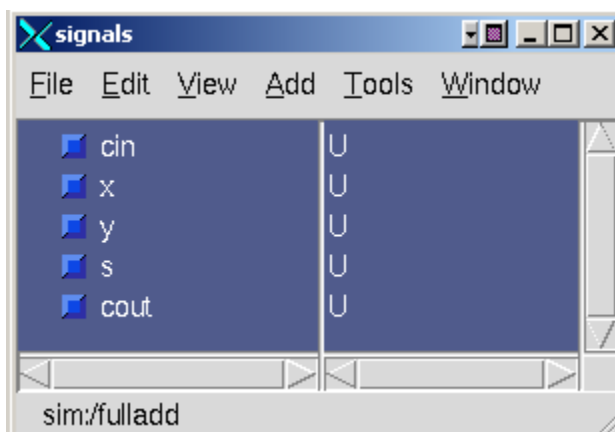 signals
File Edit View Add Tools Window
cin U
x U
y U
s U
cout U
sim:/fulladd